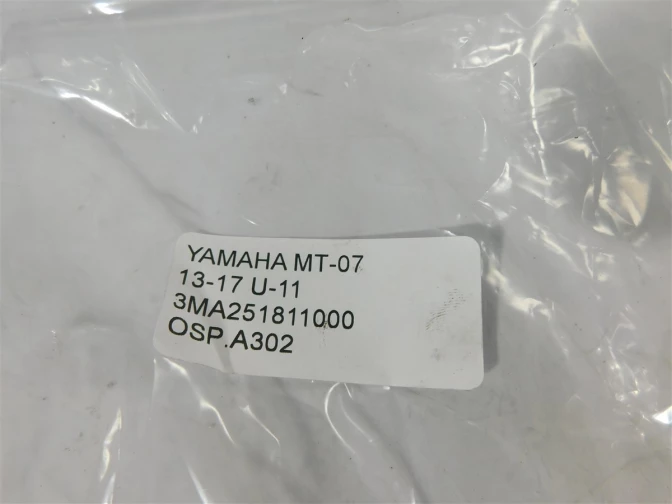 YAMAHA MT-07
13-17 U-11
3MA251811000
OSP.A302